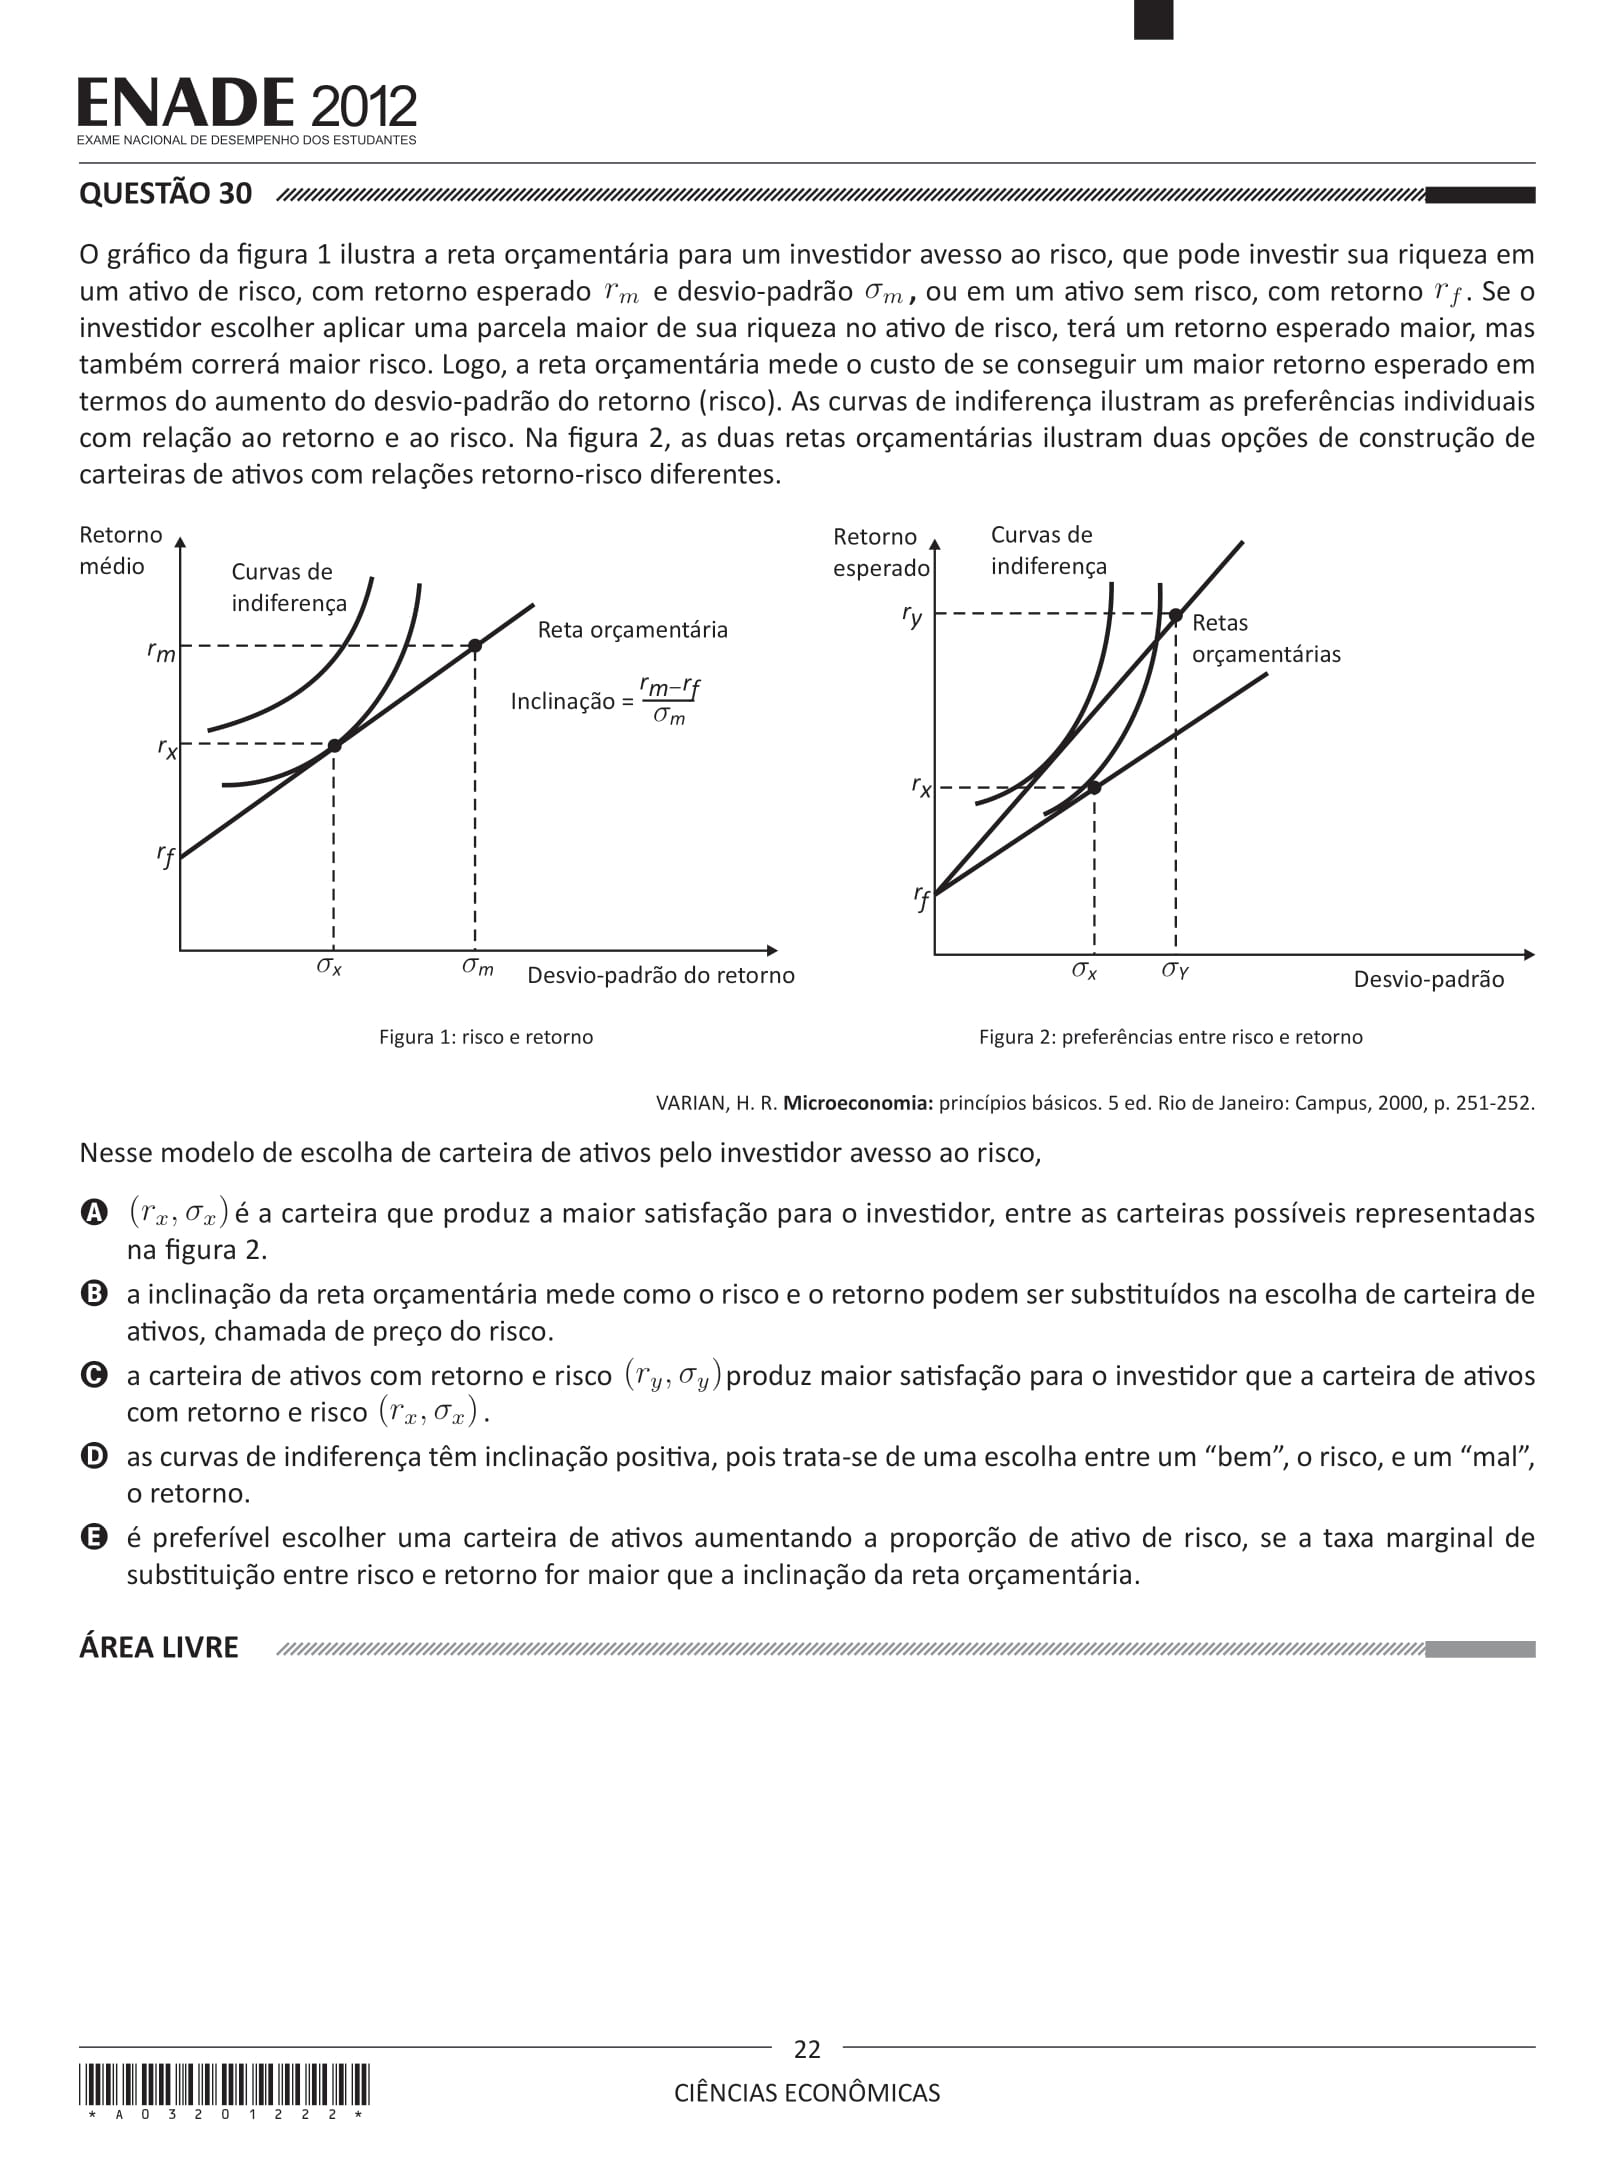 ENADE 2012
EXAME NACIONAL DE DESEMPENHO DOS ESTUDANTES
QUESTÃO 30
O gráfico da figura 1 ilustra a reta orçamentária para um investidor avesso ao risco, que pode investir sua riqueza em
um ativo de risco, com retorno esperado r_m e desvio-padrão σ_m, ou em um ativo sem risco, com retorno r_f. Se o
investidor escolher aplicar uma parcela maior de sua riqueza no ativo de risco, terá um retorno esperado maior, mas
também correrá maior risco. Logo, a reta orçamentária mede o custo de se conseguir um maior retorno esperado em
termos do aumento do desvio-padrão do retorno (risco). As curvas de indiferença ilustram as preferências individuais
com relação ao retorno e ao risco. Na figura 2, as duas retas orçamentárias ilustram duas opções de construção de
carteiras de ativos com relações retorno-risco diferentes.
Retorno
médio
Curvas de
indiferença
Reta orçamentária
r_m
Inclinação = (r_m–r_f)/σ_m
r_x
r_f
σ_x
σ_m
Desvio-padrão do retorno
Figura 1: risco e retorno
Retorno
esperado
Curvas de
indiferença
r_y
Retas
orçamentárias
r_x
r_f
σ_x
σ_Y
Desvio-padrão
Figura 2: preferências entre risco e retorno
VARIAN, H. R. Microeconomia: princípios básicos. 5 ed. Rio de Janeiro: Campus, 2000, p. 251-252.
Nesse modelo de escolha de carteira de ativos pelo investidor avesso ao risco,
A (r_x, σ_x) é a carteira que produz a maior satisfação para o investidor, entre as carteiras possíveis representadas
na figura 2.
B a inclinação da reta orçamentária mede como o risco e o retorno podem ser substituídos na escolha de carteira de
ativos, chamada de preço do risco.
C a carteira de ativos com retorno e risco (r_y, σ_y) produz maior satisfação para o investidor que a carteira de ativos
com retorno e risco (r_x, σ_x).
D as curvas de indiferença têm inclinação positiva, pois trata-se de uma escolha entre um “bem”, o risco, e um “mal”,
o retorno.
E é preferível escolher uma carteira de ativos aumentando a proporção de ativo de risco, se a taxa marginal de
substituição entre risco e retorno for maior que a inclinação da reta orçamentária.
ÁREA LIVRE
22
CIÊNCIAS ECONÔMICAS
* A 0 3 2 0 1 2 2 2 *